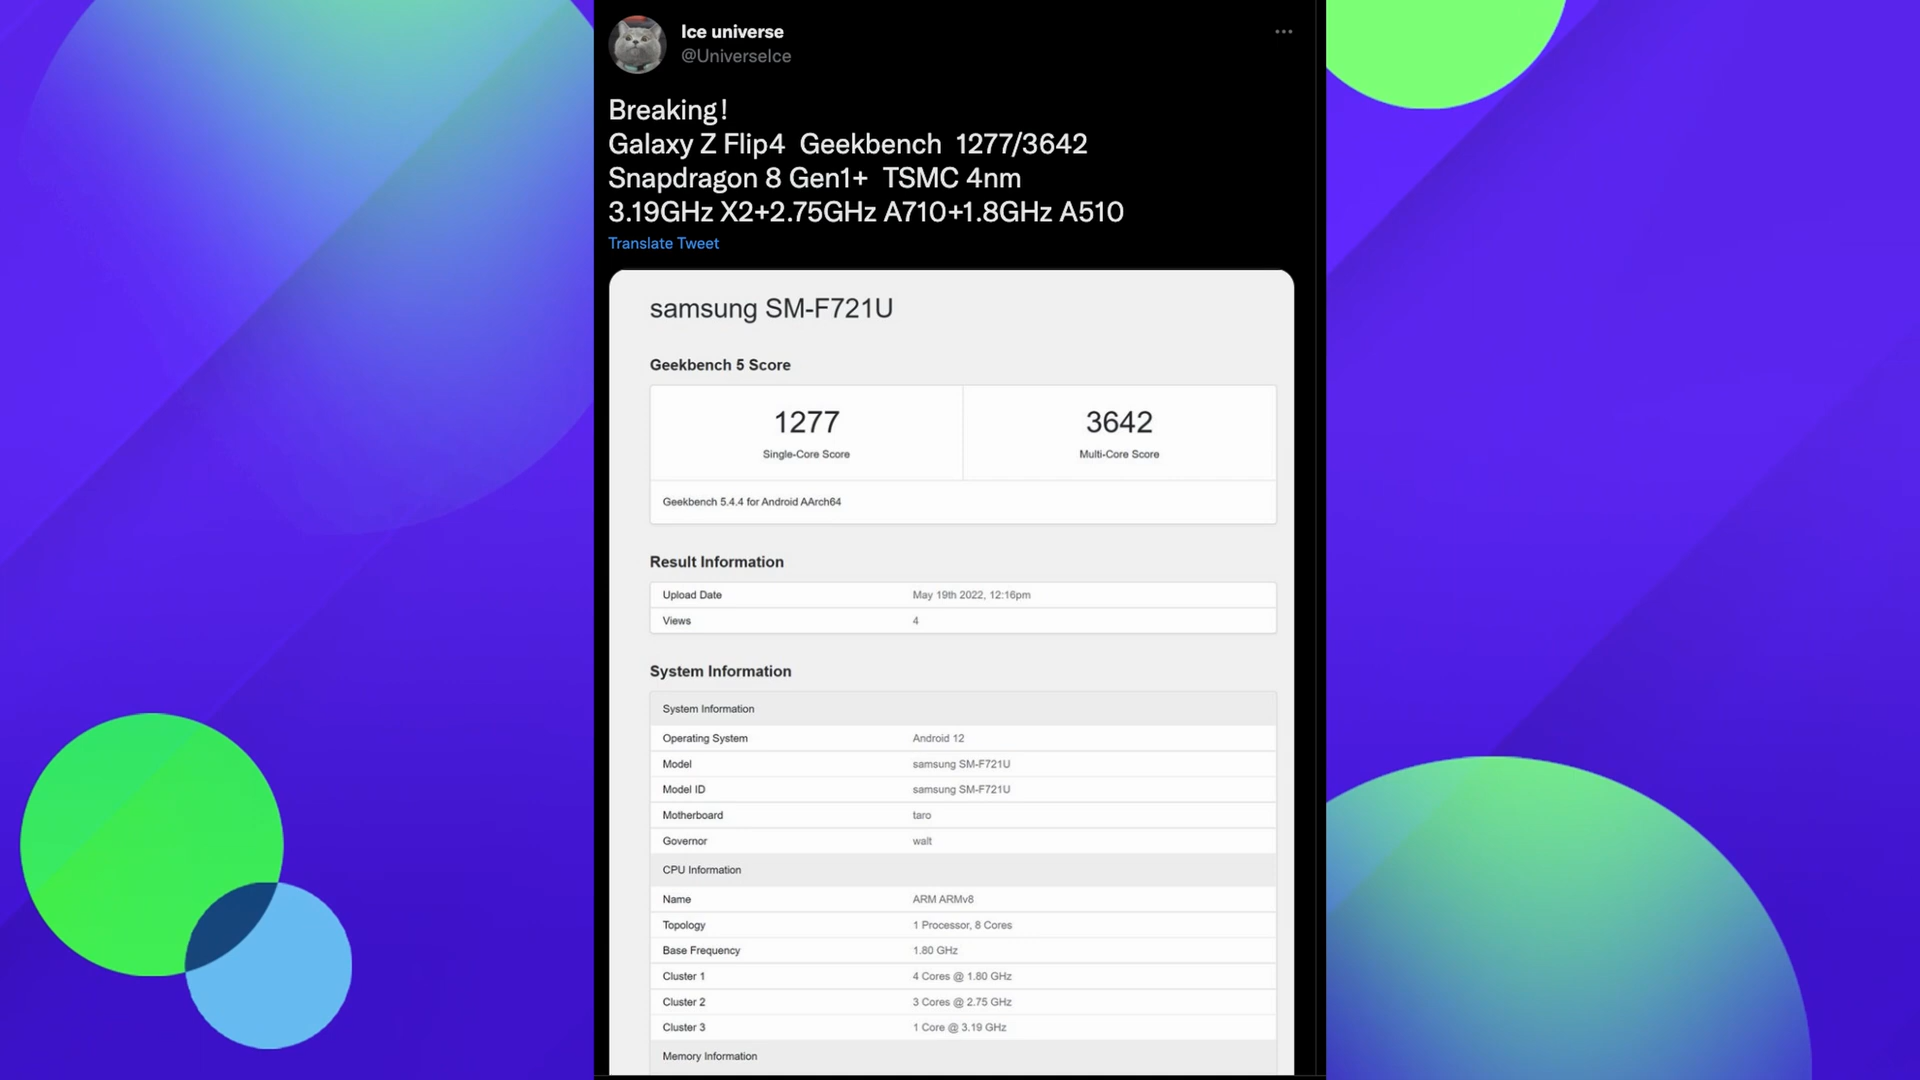 Ice universe
@UniverseIce
Breaking！
Galaxy Z Flip4 Geekbench 1277/3642
Snapdragon 8 Gen1+ TSMC 4nm
3.19GHz X2+2.75GHz A710+1.8GHz A510
Translate Tweet
samsung SM-F721U
Geekbench 5 Score
1277 3642
Single-Core Score Multi-Core Score
Geekbench 5.4.4 for Android AArch64
Result Information
Upload Date May 19th 2022, 12:16pm
Views 4
System Information
System Information
Operating System Android 12
Model samsung SM-F721U
Model ID samsung SM-F721U
Motherboard taro
Governor walt
CPU Information
Name ARM ARMv8
Topology 1 Processor, 8 Cores
Base Frequency 1.80 GHz
Cluster 1 4 Cores @ 1.80 GHz
Cluster 2 3 Cores @ 2.75 GHz
Cluster 3 1 Core @ 3.19 GHz
Memory Information